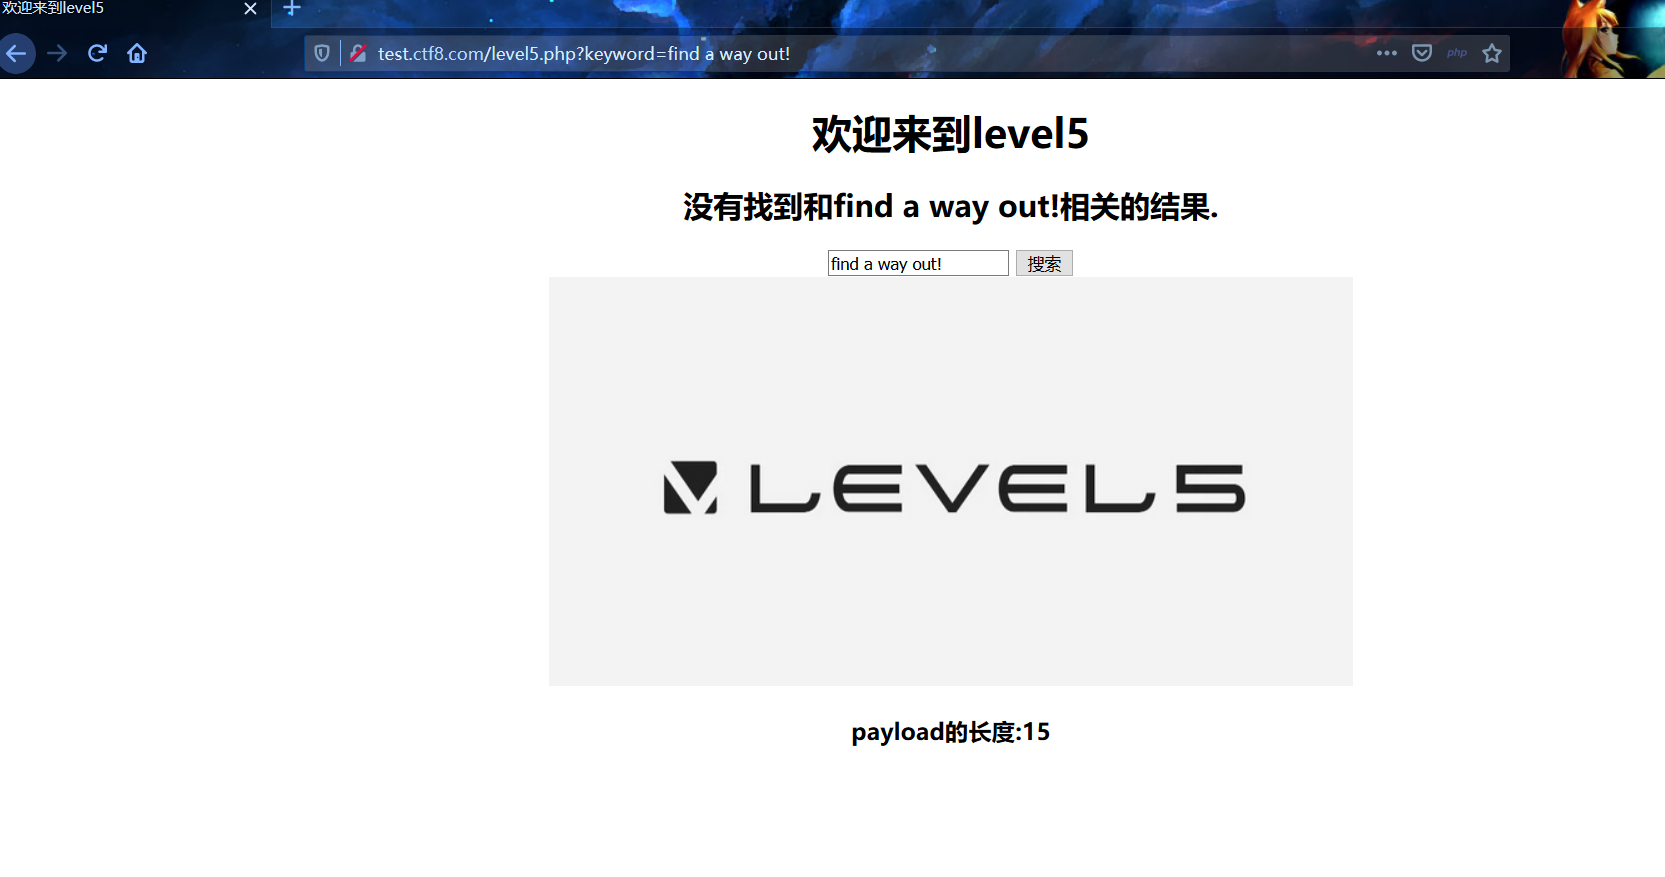 欢迎来到level5
test.ctf8.com/level5.php?keyword=find a way out!
php
欢迎来到level5
没有找到和find a way out!相关的结果.
find a way out!
搜索
LEVEL5
payload的长度:15